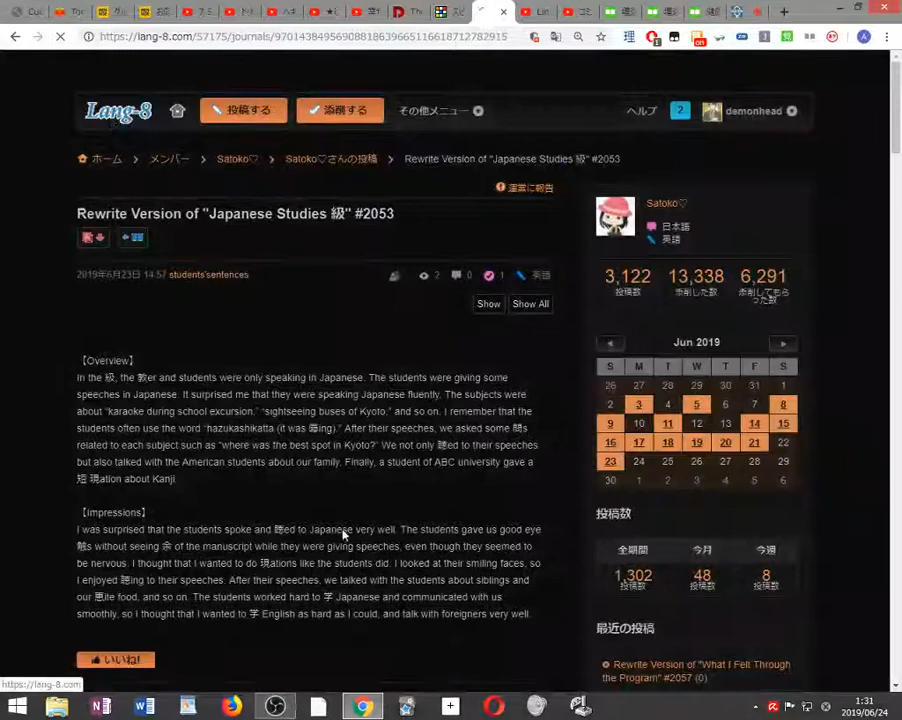 https://lang-8.com/57175/journals/970143849569088186396651166187127829​15
Lang-8
投稿する
添削する
その他メニュー
ヘルプ
2
demonhead
ホーム > メンバー > Satoko♡ > Satoko♡さんの投稿 > Rewrite Version of "Japanese Studies 級" #2053
運営に報告
Rewrite Version of "Japanese Studies 級" #2053
2019年6月23日 14:57 students'sentences
2 0 1 英語
Show Show All
【Overview】
In the 級, the 教er and students were only speaking in Japanese. The students were giving some
speeches in Japanese. It surprised me that they were speaking Japanese fluently. The subjects were
about “karaoke during school excursion,” “sightseeing buses of Kyoto,” and so on. I remember that the
students often use the word “hazukashikatta (it was 辱ing).” After their speeches, we asked some 問s
related to each subject such as “where was the best spot in Kyoto?” We not only 聴ed to their speeches
but also talked with the American students about our family. Finally, a student of ABC university gave a
短 現ation about Kanji.
【Impressions】
I was surprised that the students spoke and 聴ed to Japanese very well. The students gave us good eye
触s without seeing 余 of the manuscript while they were giving speeches, even though they seemed to
be nervous. I thought that I wanted to do 現ations like the students did. I looked at their smiling faces, so
I enjoyed 聴ing to their speeches. After their speeches, we talked with the students about siblings and
our 恵ite food, and so on. The students worked hard to 学 Japanese and communicated with us
smoothly, so I thought that I wanted to 学 English as hard as I could, and talk with foreigners very well.
いいね!
Satoko♡
日本語
英語
3,122 13,338 6,291
投稿数 添削した数 添削してもらった数
Jun 2019
S M T W T F S
26 27 28 29 30 31 1
2 3 4 5 6 7 8
9 10 11 12 13 14 15
16 17 18 19 20 21 22
23 24 25 26 27 28 29
30 1 2 3 4 5 6
投稿数
全期間 今月 今週
1,302 48 8
投稿数 投稿数 投稿数
最近の投稿
Rewrite Version of "What I Felt Through
the Program" #2057 (0)
https://lang-8.com
1:31
2019/06/24